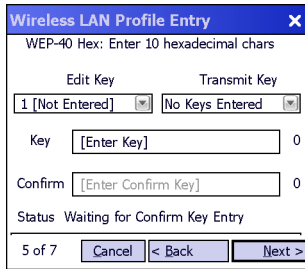 Wireless LAN Profile Entry X
WEP-40 Hex: Enter 10 hexadecimal chars
Edit Key Transmit Key
1 [Not Entered] No Keys Entered
Key [Enter Key] 0
Confirm [Enter Confirm Key] 0
Status Waiting for Confirm Key Entry
5 of 7 Cancel < Back Next >